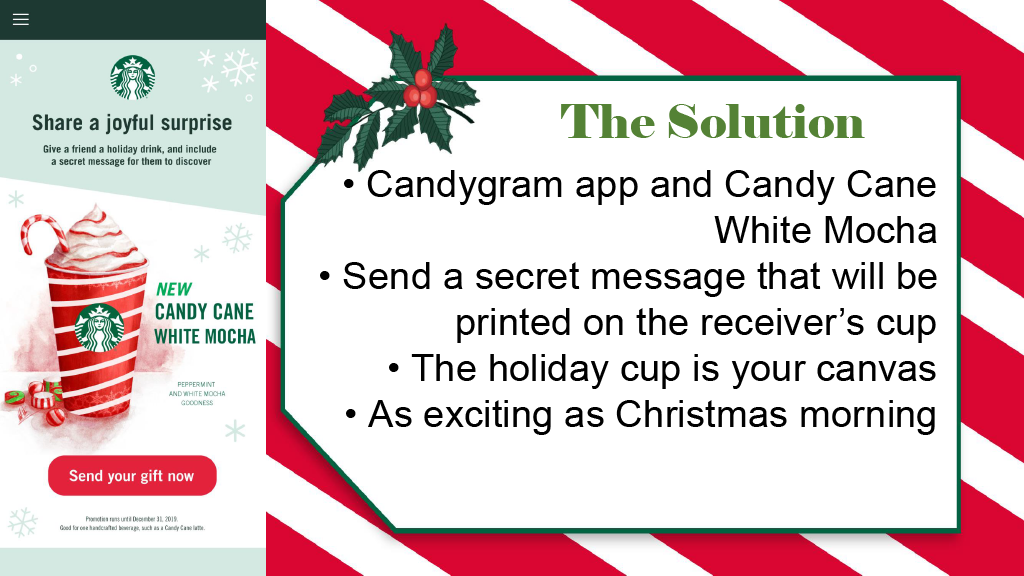 Share a joyful surprise
Give a friend a holiday drink, and include
a secret message for them to discover
NEW
CANDY CANE
WHITE MOCHA
PEPPERMINT
AND WHITE MOCHA
GOODNESS
Send your gift now
Promotion runs until December 31, 2019.
Good for one handcrafted beverage, such as a Candy Cane latte.
The Solution
• Candygram app and Candy Cane
White Mocha
• Send a secret message that will be
printed on the receiver’s cup
• The holiday cup is your canvas
• As exciting as Christmas morning